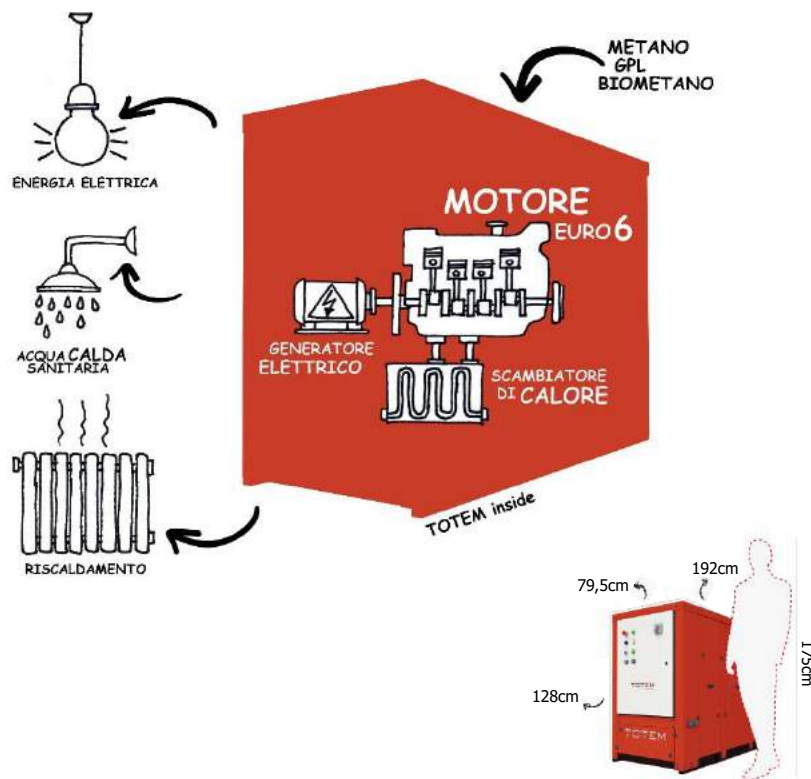 METANO
GPL
BIOMETANO
ENERGIA ELETTRICA
MOTORE
EURO 6
GENERATORE
ELETTRICO
SCAMBIATORE
DI CALORE
ACQUA CALDA
SANITARIA
TOTEM inside
RISCALDAMENTO
79,5cm
192cm
175cm
128cm
TOTEM
TOTEM